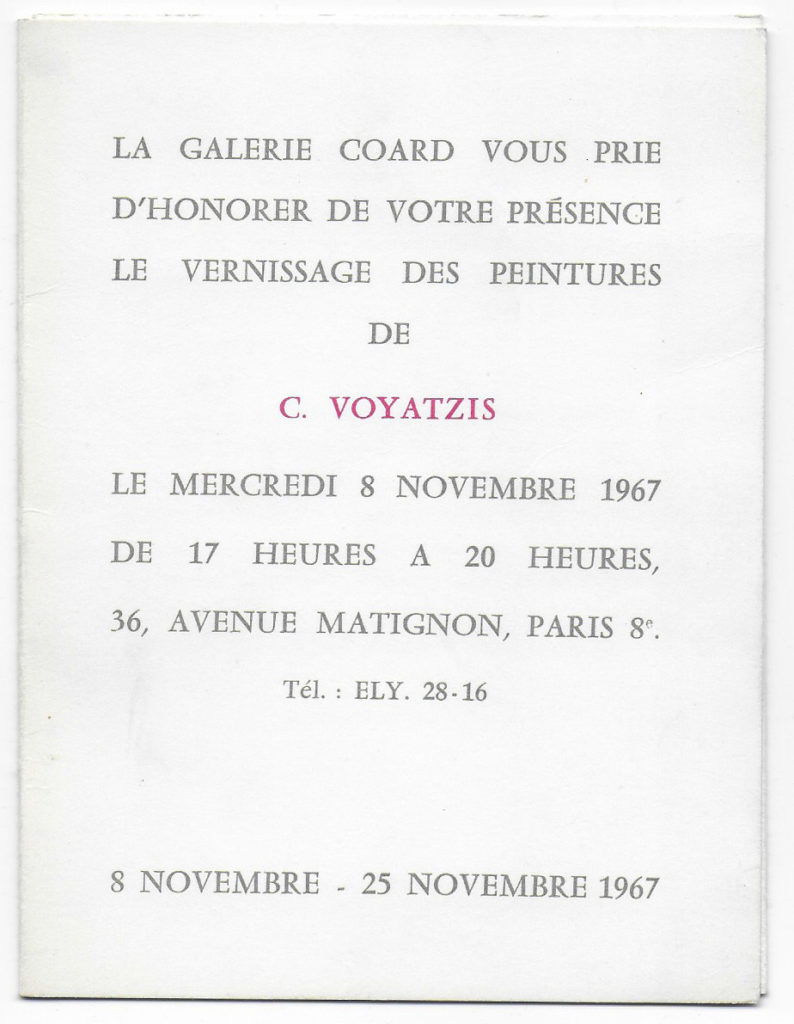 LA GALERIE COARD VOUS PRIE
D'HONORER DE VOTRE PRÉSENCE
LE VERNISSAGE DES PEINTURES
DE
C. VOYATZIS
LE MERCREDI 8 NOVEMBRE 1967
DE 17 HEURES A 20 HEURES,
36, AVENUE MATIGNON, PARIS 8e.
Tél. : ELY. 28-16
8 NOVEMBRE - 25 NOVEMBRE 1967